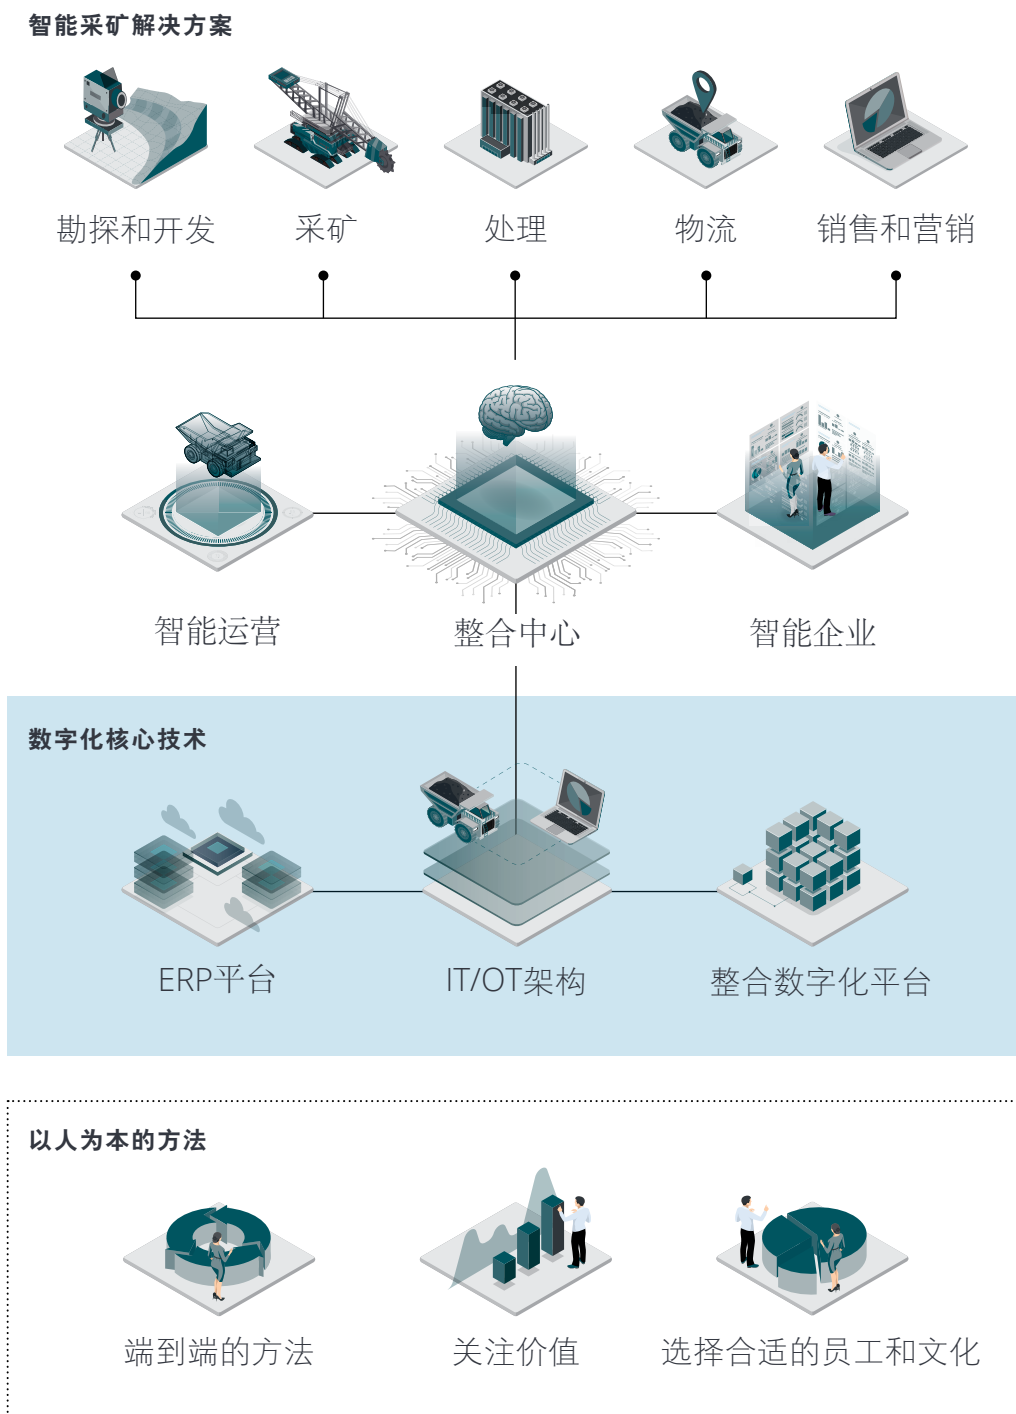 智能采矿解决方案
勘探和开发
采矿
处理
物流
销售和营销
智能运营
整合中心
智能企业
数字化核心技术
ERP平台
IT/OT架构
整合数字化平台
以人为本的方法
端到端的方法
关注价值
选择合适的员工和文化